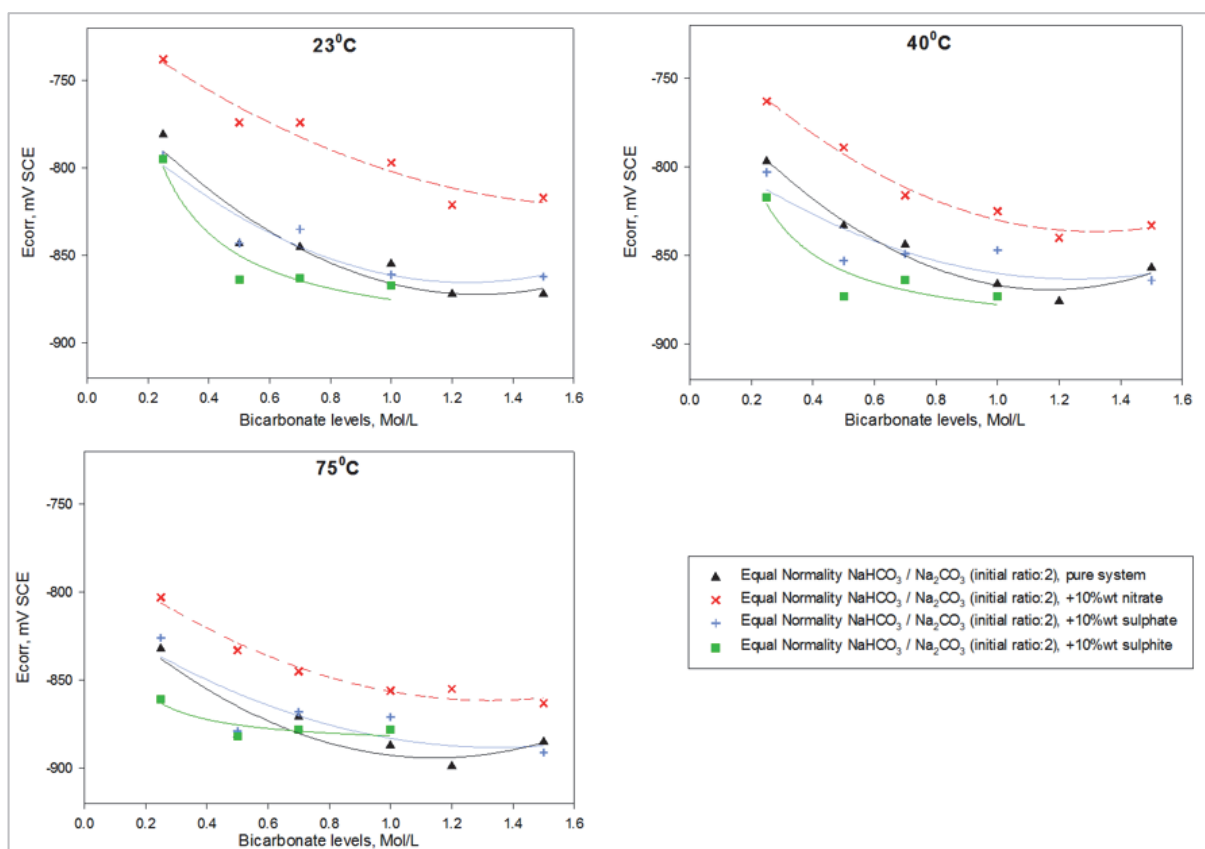 23⁰C
-750
-800
-850
-900
Ecorr, mV SCE
0.0 0.2 0.4 0.6 0.8 1.0 1.2 1.4 1.6
Bicarbonate levels, Mol/L
40⁰C
-750
-800
-850
-900
Ecorr, mV SCE
0.0 0.2 0.4 0.6 0.8 1.0 1.2 1.4 1.6
Bicarbonate levels, Mol/L
75⁰C
-750
-800
-850
-900
Ecorr, mV SCE
0.0 0.2 0.4 0.6 0.8 1.0 1.2 1.4 1.6
Bicarbonate levels, Mol/L
Equal Normality NaHCO₃ / Na₂CO₃ (initial ratio:2), pure system
Equal Normality NaHCO₃ / Na₂CO₃ (initial ratio:2), +10%wt nitrate
Equal Normality NaHCO₃ / Na₂CO₃ (initial ratio:2), +10%wt sulphate
Equal Normality NaHCO₃ / Na₂CO₃ (initial ratio:2), +10%wt sulphite